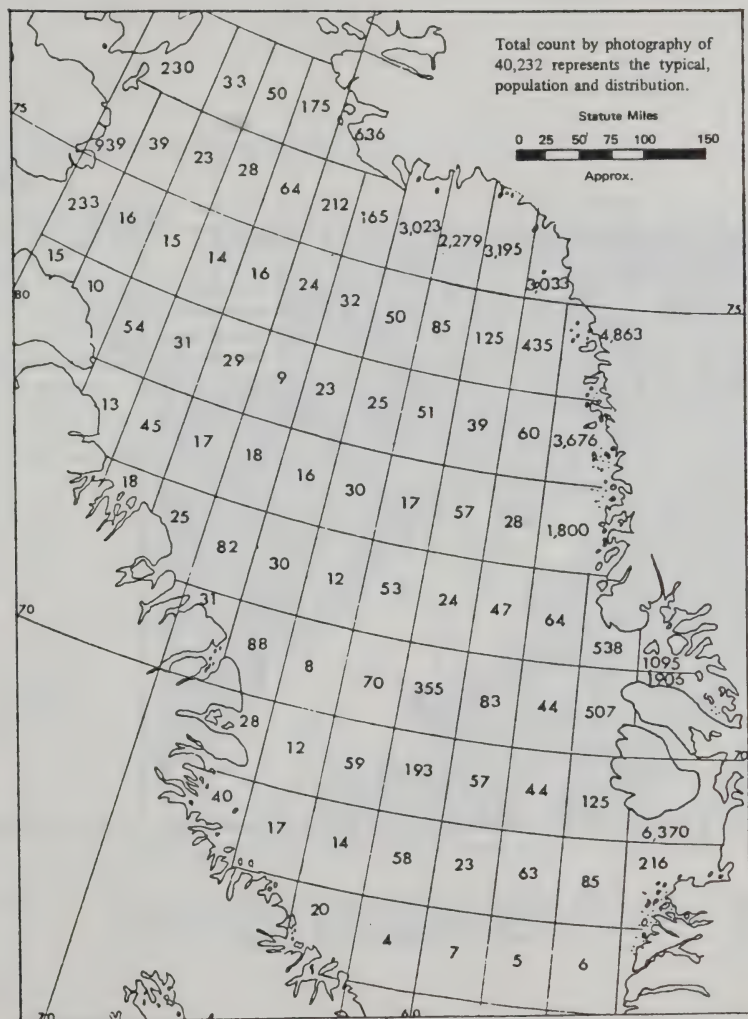 Total count by photography of
40,232 represents the typical,
population and distribution.
Statute Miles
0 25 50 75 100 150
Approx.
230 33 50 175
75
939 39 23 28 64 212 165 636
3,023 2,279 3,195 3,033
233 16 15 14 16 24 32 50 85 125 435 4,863
75
15 10 54 31 29 9 23 25 51 39 60 3,676
80
13 45 17 18 16 30 17 57 28 1,800
18 25 82 30 12 53 24 47 64 538
1095
1906
70
31 88 8 70 355 83 44 507
70
28 12 59 193 57 44 125
6,370
40 17 14 58 23 63 85 216
20 4 7 5 6
70 60